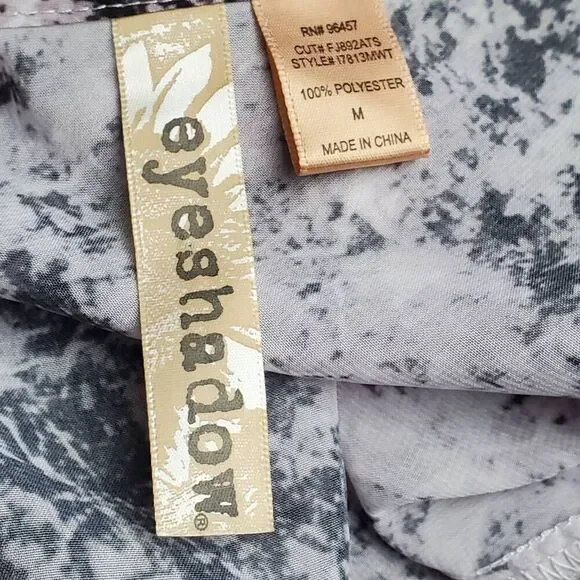 eyeshadow®
RN# 96457
CUT# FJ892ATS
STYLE# I7813MWT
100% POLYESTER
M
MADE IN CHINA